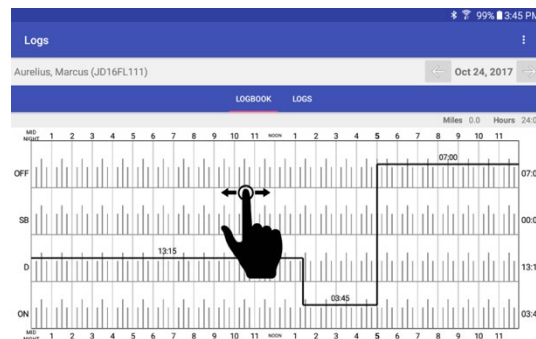 99% 3:45 PM
Logs
Aurelius, Marcus (JD16FL111)
Oct 24, 2017
LOGBOOK LOGS
Miles 0.0 Hours 24:0
MID NIGHT 1 2 3 4 5 6 7 8 9 10 11 NOON 1 2 3 4 5 6 7 8 9 10 11
07:00
OFF 07:0
SB 00:0
13:15
D 13:1
03:45
ON 03:4
MID NIGHT 1 2 3 4 5 6 7 8 9 10 11 NOON 1 2 3 4 5 6 7 8 9 10 11